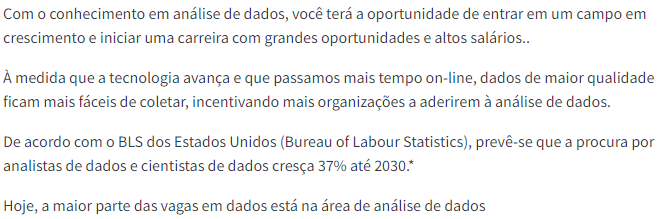 Com o conhecimento em análise de dados, você terá a oportunidade de entrar em um campo em
crescimento e iniciar uma carreira com grandes oportunidades e altos salários..
À medida que a tecnologia avança e que passamos mais tempo on-line, dados de maior qualidade
ficam mais fáceis de coletar, incentivando mais organizações a aderirem à análise de dados.
De acordo com o BLS dos Estados Unidos (Bureau of Labour Statistics), prevê-se que a procura por
analistas de dados e cientistas de dados cresça 37% até 2030.*
Hoje, a maior parte das vagas em dados está na área de análise de dados